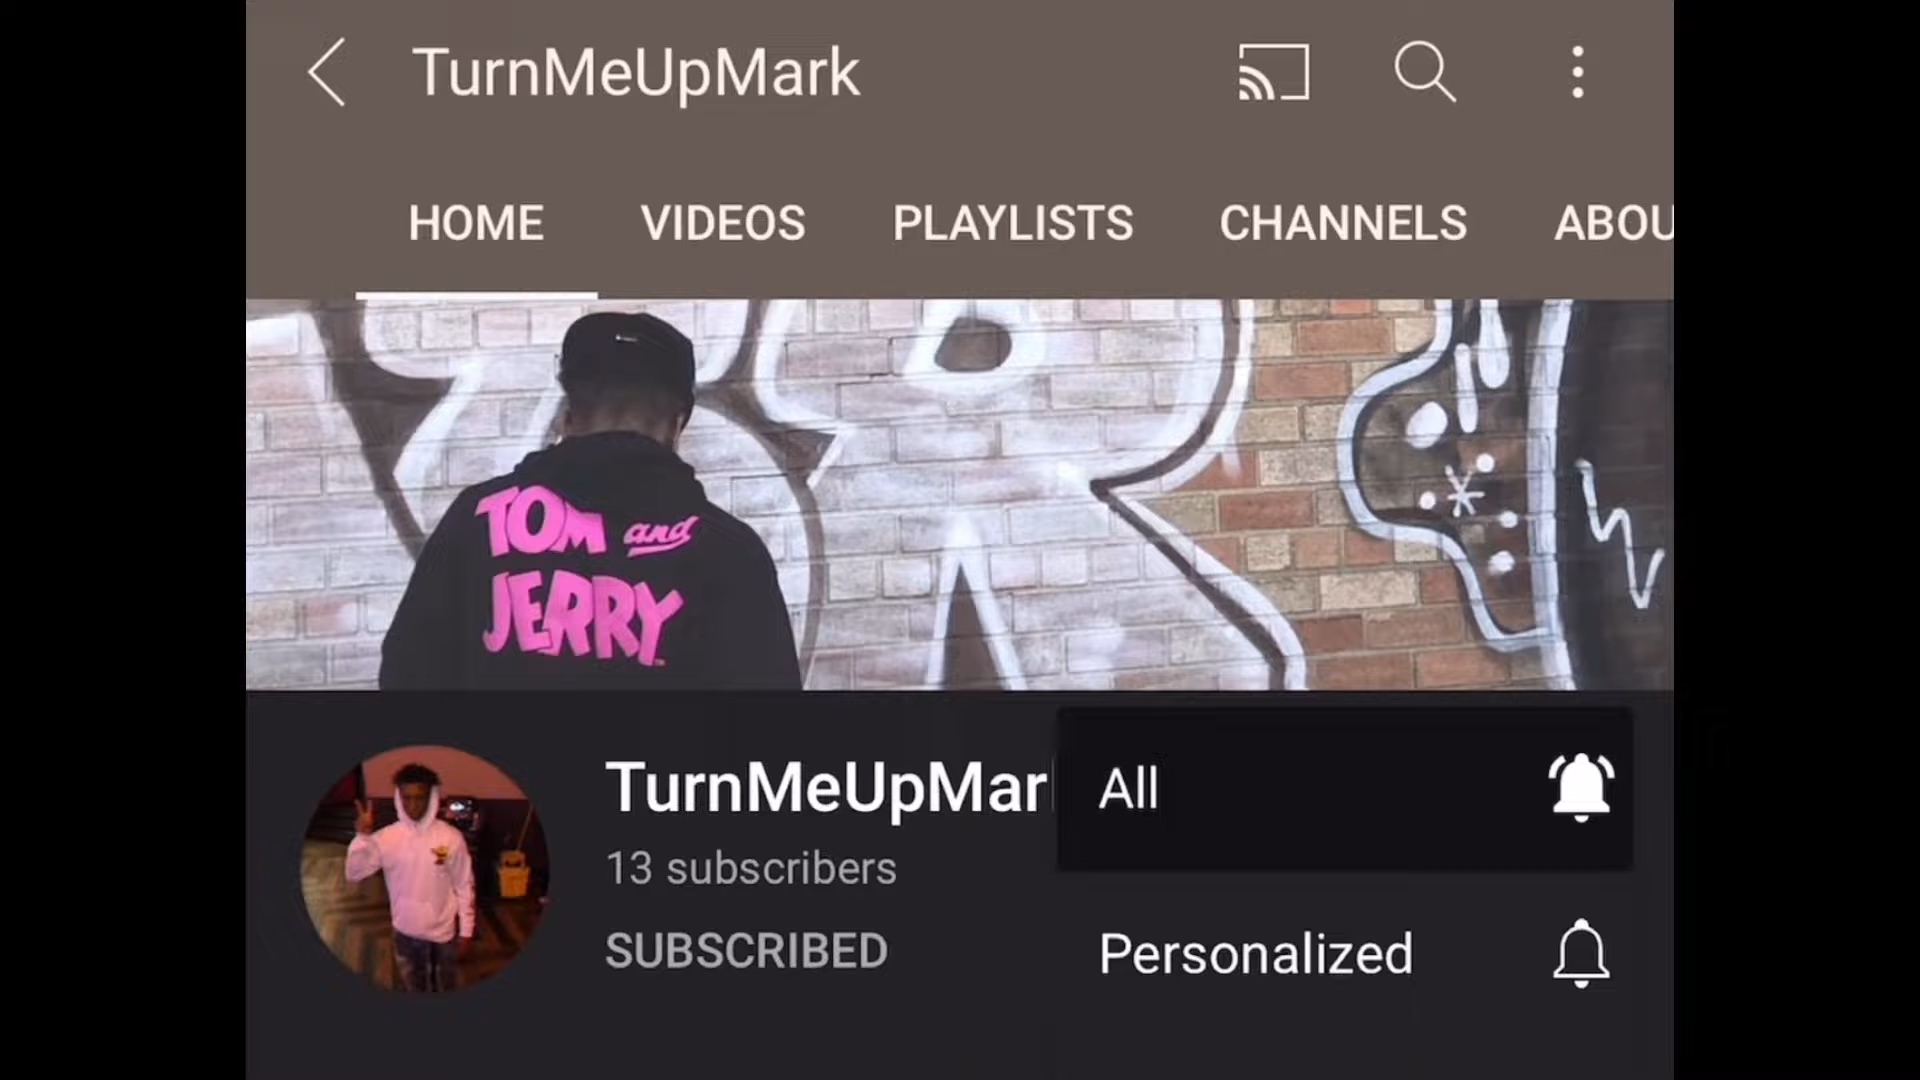 TurnMeUpMark
HOME VIDEOS PLAYLISTS CHANNELS ABOU
TOM and
JERRY
TurnMeUpMar
13 subscribers
SUBSCRIBED
All
Personalized